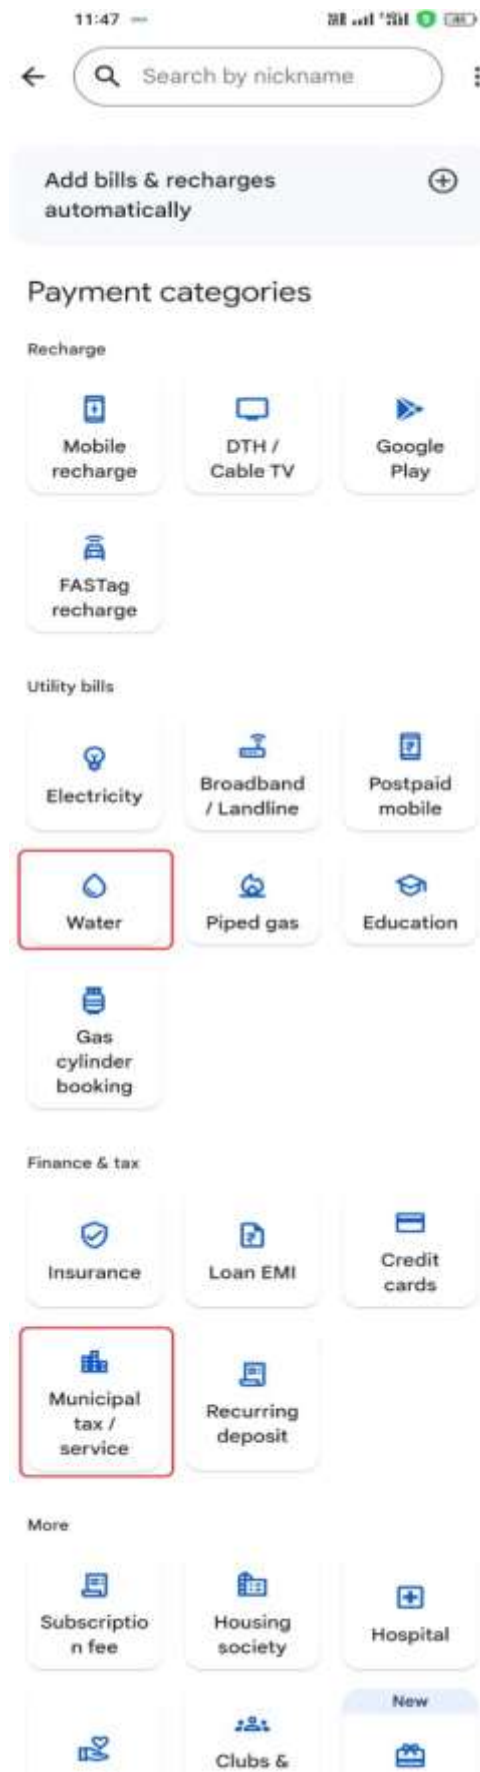 11:47
Search by nickname
Add bills & recharges
automatically
Payment categories
Recharge
Mobile
recharge
DTH /
Cable TV
Google
Play
FASTag
recharge
Utility bills
Electricity
Broadband
/ Landline
Postpaid
mobile
Water
Piped gas
Education
Gas
cylinder
booking
Finance & tax
Insurance
Loan EMI
Credit
cards
Municipal
tax /
service
Recurring
deposit
More
Subscriptio
n fee
Housing
society
Hospital
Clubs &
New